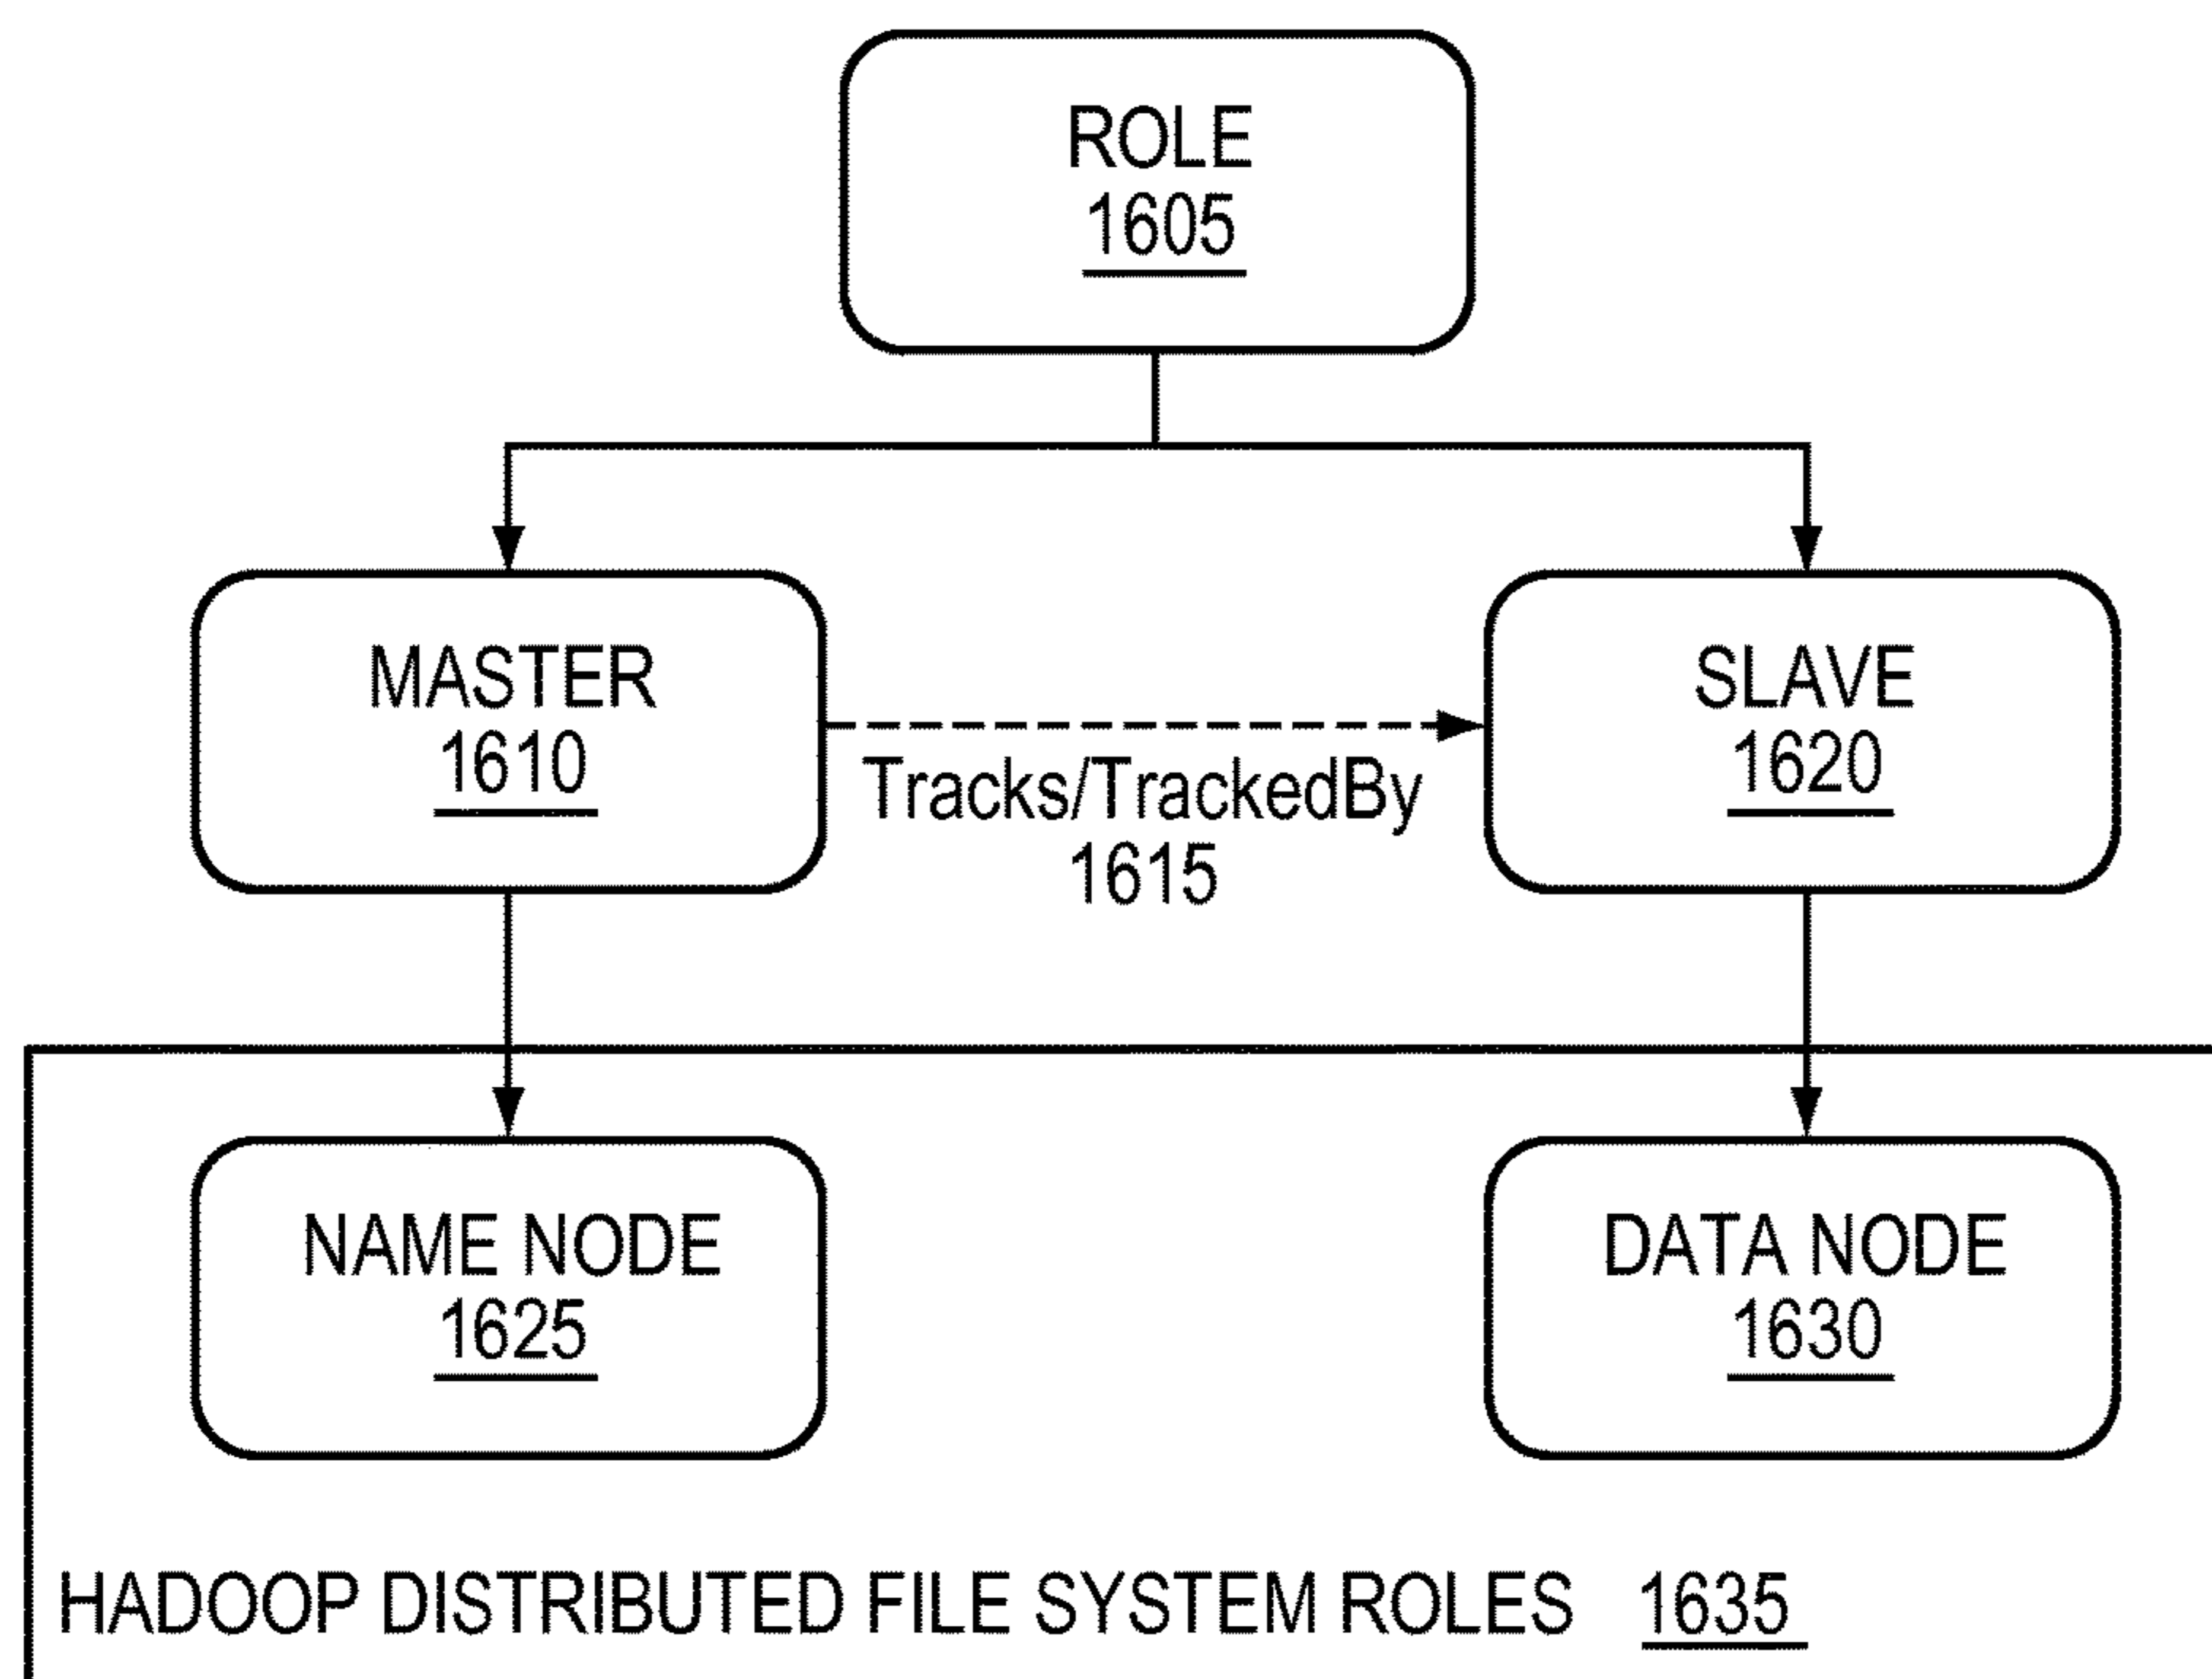 ROLE
1605
MASTER
1610
Tracks/TrackedBy
1615
SLAVE
1620
NAME NODE
1625
DATA NODE
1630
HADOOP DISTRIBUTED FILE SYSTEM ROLES 1635